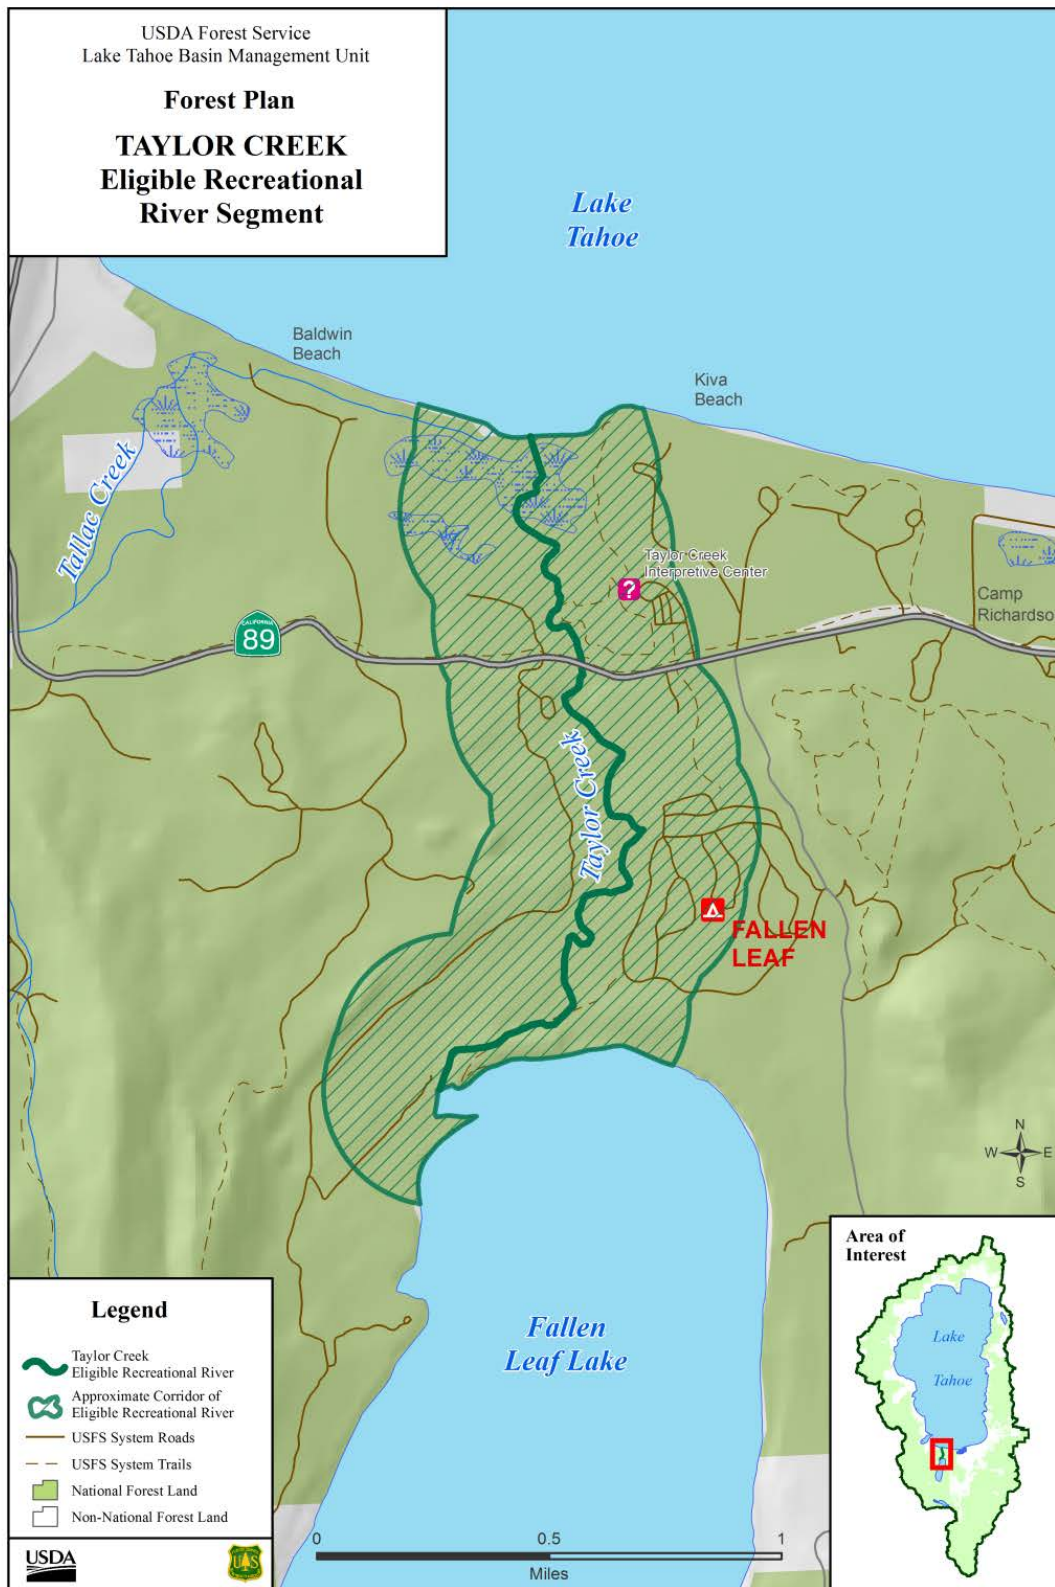 USDA Forest Service
Lake Tahoe Basin Management Unit
Forest Plan
TAYLOR CREEK
Eligible Recreational
River Segment
Lake
Tahoe
Baldwin
Beach
Kiva
Beach
Tallac Creek
Taylor Creek
Interpretive Center
?
CALIFORNIA
89
Camp
Richardso
Taylor Creek
FALLEN
LEAF
N
W
E
S
Fallen
Leaf Lake
Area of
Interest
Lake
Tahoe
Legend
Taylor Creek
Eligible Recreational River
Approximate Corridor of
Eligible Recreational River
USFS System Roads
USFS System Trails
National Forest Land
Non-National Forest Land
USDA
U S
0
0.5
1
Miles